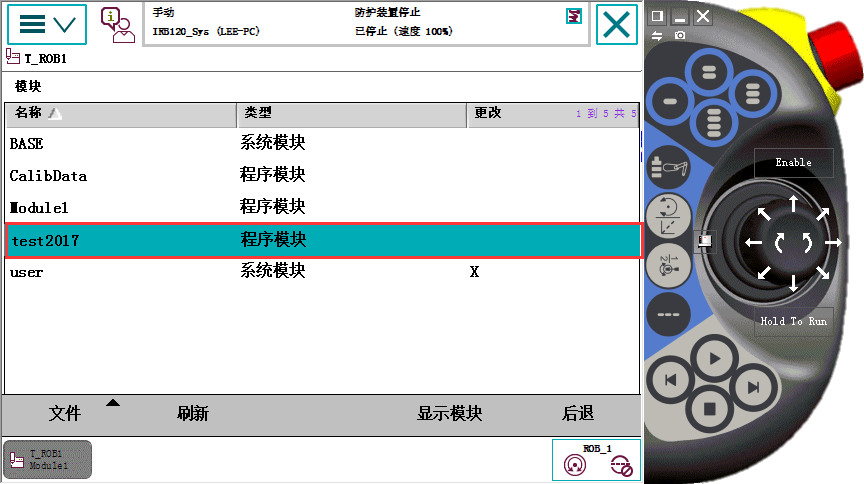 手动
防护装置停止
IRB120_Sys (LEE-PC)
已停止 (速度 100%)
T_ROB1
模块
名称
类型
更改
1 到 5 共 5
BASE
系统模块
CalibData
程序模块
Module1
程序模块
test2017
程序模块
user
系统模块
X
文件
刷新
显示模块
后退
T_ROB1
Module1
ROB_1
Enable
Hold To Run
1
2